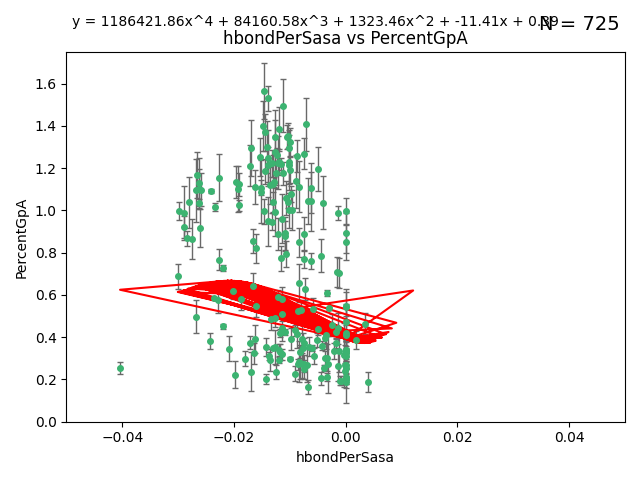 y = 1186421.86x^4 + 84160.58x^3 + 1323.46x^2 + -11.41x + 0.39
N = 725
hbondPerSasa vs PercentGpA
PercentGpA
1.6
1.4
1.2
1.0
0.8
0.6
0.4
0.2
0.0
−0.04 −0.02 0.00 0.02 0.04
hbondPerSasa